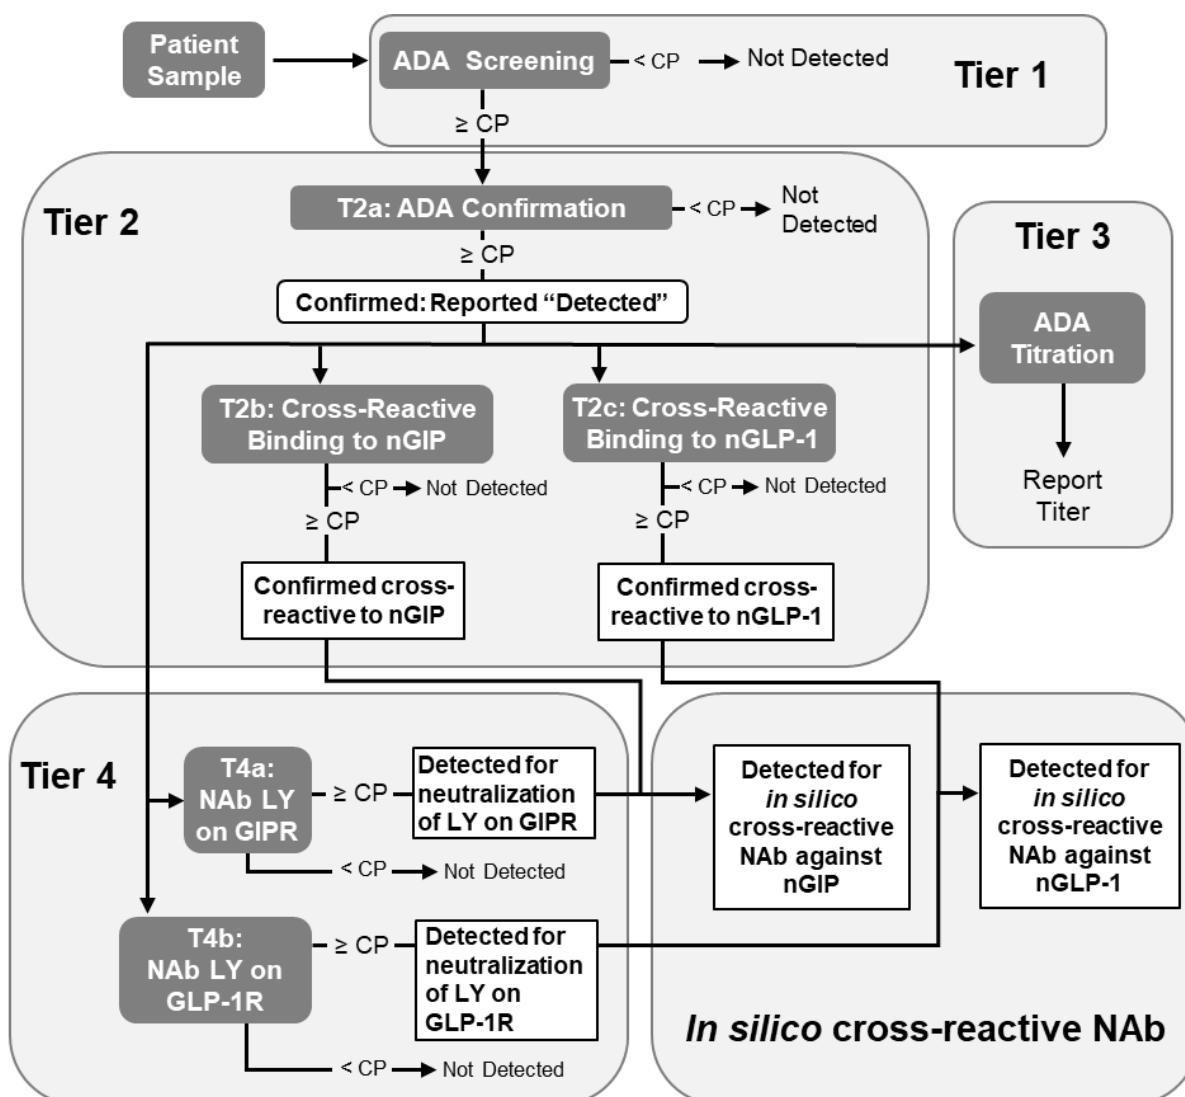 Patient
Sample
ADA Screening
< CP
Not Detected
Tier 1
≥ CP
Tier 2
T2a: ADA Confirmation
< CP
Not
Detected
≥ CP
Confirmed: Reported “Detected”
Tier 3
ADA
Titration
Report
Titer
T2b: Cross-Reactive
Binding to nGIP
< CP
Not Detected
≥ CP
Confirmed cross-
reactive to nGIP
T2c: Cross-Reactive
Binding to nGLP-1
< CP
Not Detected
≥ CP
Confirmed cross-
reactive to nGLP-1
Tier 4
T4a:
NAb LY
on GIPR
≥ CP
Detected for
neutralization
of LY on GIPR
< CP
Not Detected
T4b:
NAb LY on
GLP-1R
≥ CP
Detected for
neutralization
of LY on
GLP-1R
< CP
Not Detected
Detected for
in silico
cross-reactive
NAb against
nGIP
Detected for
in silico
cross-reactive
NAb against
nGLP-1
In silico cross-reactive NAb